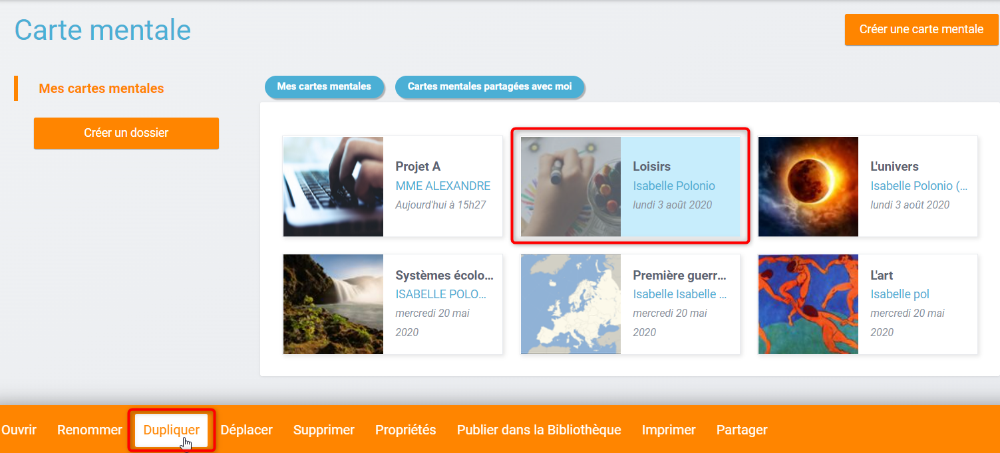 Carte mentale
Créer une carte mentale
Mes cartes mentales
Créer un dossier
Mes cartes mentales
Cartes mentales partagées avec moi
Projet A
MME ALEXANDRE
Aujourd'hui à 15h27
Loisirs
Isabelle Polonio
lundi 3 août 2020
L'univers
Isabelle Polonio (...
lundi 3 août 2020
Systèmes écolo...
ISABELLE POLO...
mercredi 20 mai
2020
Première guerr...
Isabelle Isabelle ...
mercredi 20 mai
2020
L'art
Isabelle pol
mercredi 20 mai
2020
Ouvrir Renommer Dupliquer Déplacer Supprimer Propriétés Publier dans la Bibliothèque Imprimer Partager